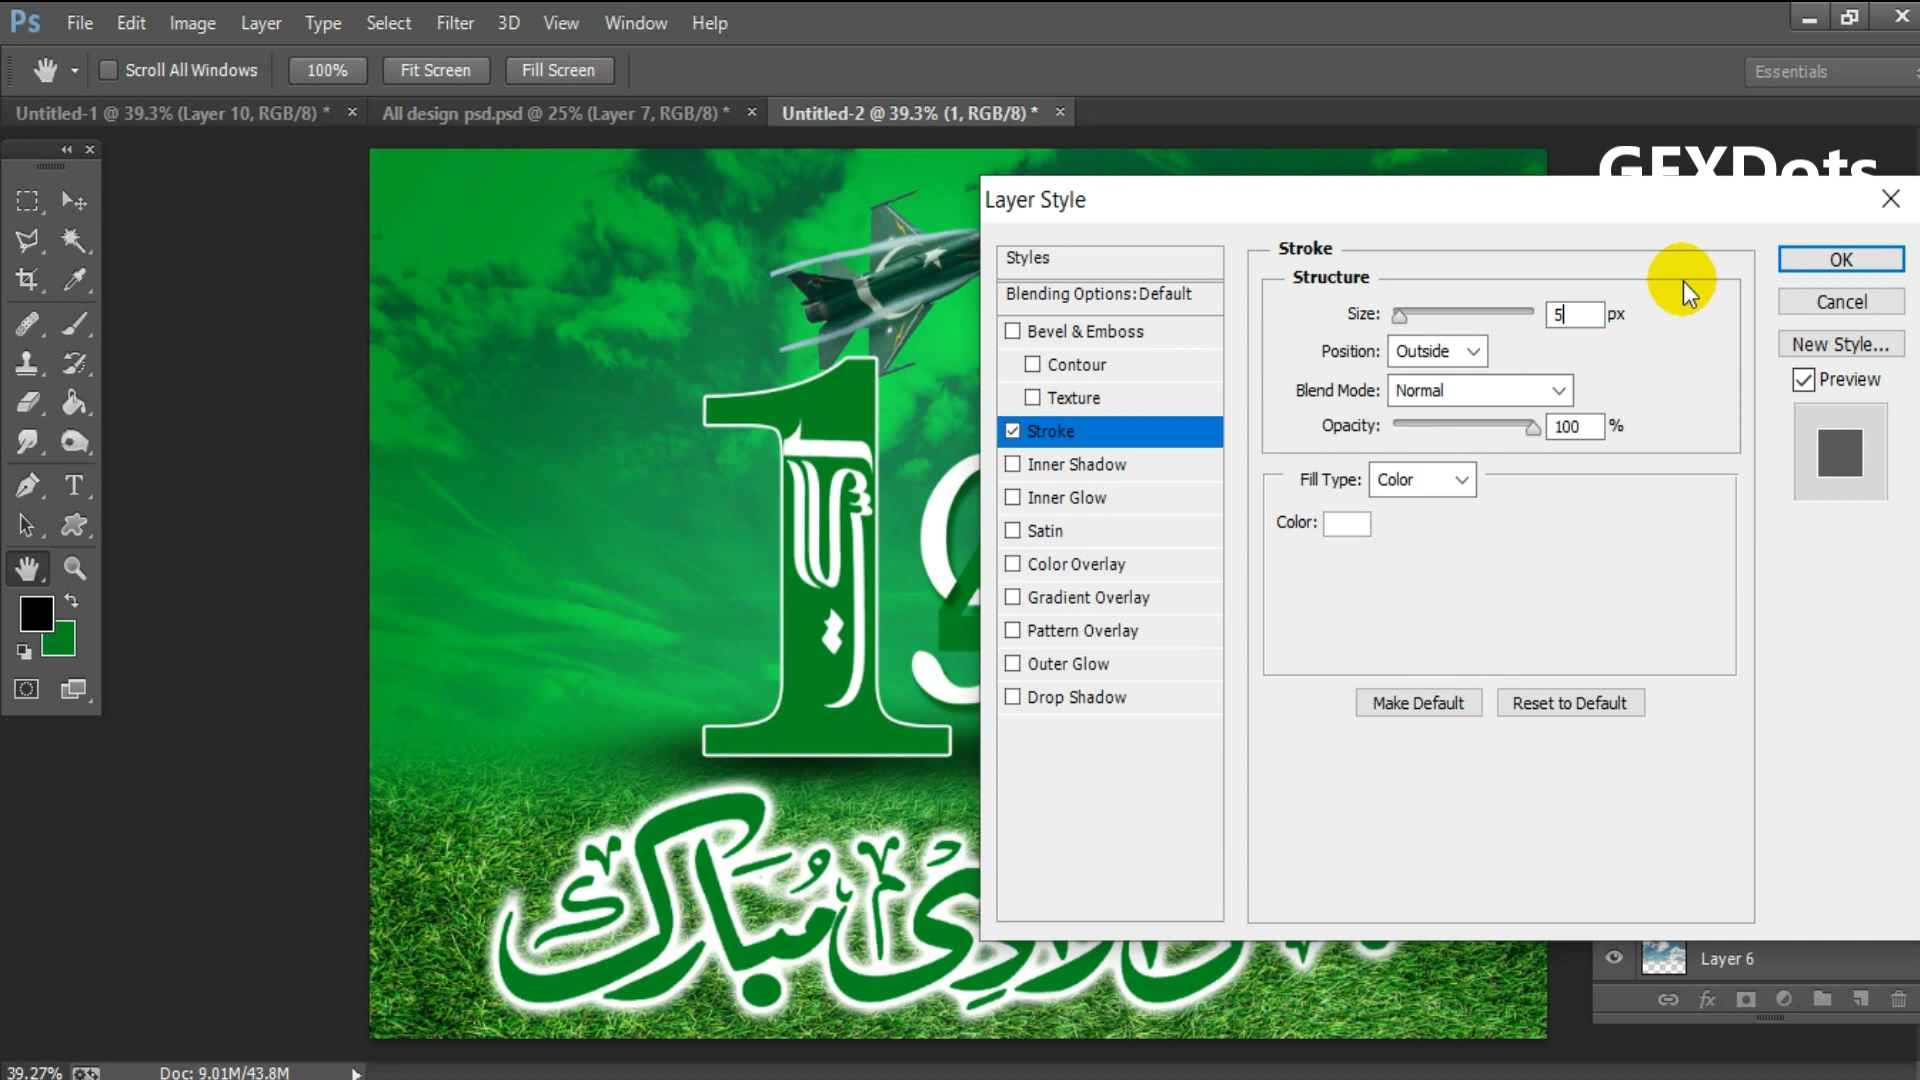 Ps File Edit Image Layer Type Select Filter 3D View Window Help
Scroll All Windows 100% Fit Screen Fill Screen Essentials
Untitled-1 @ 39.3% (Layer 10, RGB/8) * × All design psd.psd @ 25% (Layer 7, RGB/8) * × Untitled-2 @ 39.3% (1, RGB/8) * ×
GFXDots
Layer Style
Styles
Blending Options: Default
Bevel & Emboss
Contour
Texture
Stroke
Inner Shadow
Inner Glow
Satin
Color Overlay
Gradient Overlay
Pattern Overlay
Outer Glow
Drop Shadow
Stroke
Structure
Size: 5 px
Position: Outside
Blend Mode: Normal
Opacity: 100 %
Fill Type: Color
Color:
Make Default Reset to Default
OK
Cancel
New Style...
Preview
1
مبارک
Layer 6
fx
39.27% Doc: 9.01M/43.8M